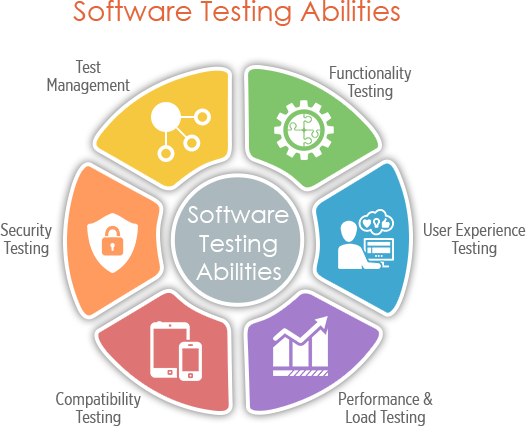 Software Testing Abilities
Test
Management
Functionality
Testing
Security
Testing
Software
Testing
Abilities
User Experience
Testing
Compatibility
Testing
Performance &
Load Testing